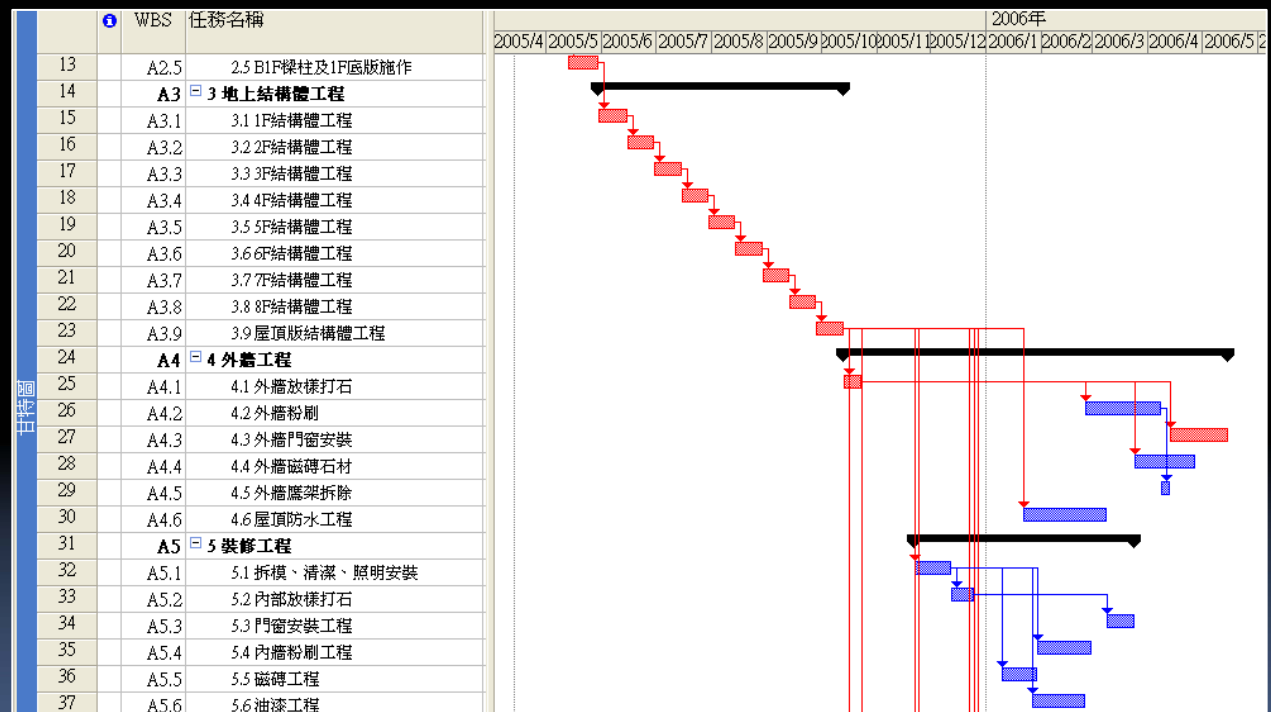 WBS 任務名稱 2006年
2005/4 2005/5 2005/6 2005/7 2005/8 2005/9 2005/10 2005/11 2005/12 2006/1 2006/2 2006/3 2006/4 2006/5 2
甘特圖
13 A2.5 2.5 B1F樑柱及1F底版施作
14 A3 3 地上結構體工程
15 A3.1 3.1 1F結構體工程
16 A3.2 3.2 2F結構體工程
17 A3.3 3.3 3F結構體工程
18 A3.4 3.4 4F結構體工程
19 A3.5 3.5 5F結構體工程
20 A3.6 3.6 6F結構體工程
21 A3.7 3.7 7F結構體工程
22 A3.8 3.8 8F結構體工程
23 A3.9 3.9 屋頂版結構體工程
24 A4 4 外牆工程
25 A4.1 4.1 外牆放樣打石
26 A4.2 4.2 外牆粉刷
27 A4.3 4.3 外牆門窗安裝
28 A4.4 4.4 外牆磁磚石材
29 A4.5 4.5 外牆鷹架拆除
30 A4.6 4.6 屋頂防水工程
31 A5 5 裝修工程
32 A5.1 5.1 拆模、清潔、照明安裝
33 A5.2 5.2 內部放樣打石
34 A5.3 5.3 門窗安裝工程
35 A5.4 5.4 內牆粉刷工程
36 A5.5 5.5 磁磚工程
37 A5.6 5.6 油漆工程